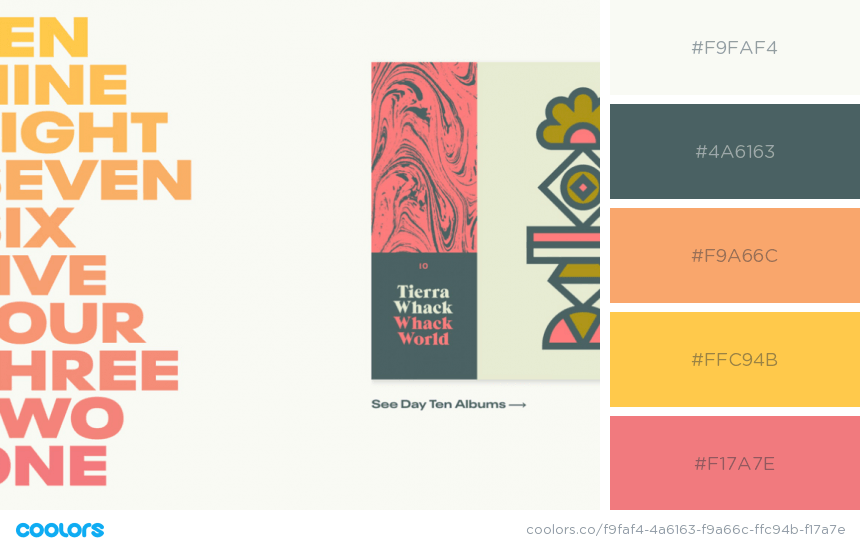 EN
INE
IGHT
SEVEN
SIX
IVE
OUR
HREE
WO
ONE
10
Tierra
Whack
Whack
World
See Day Ten Albums →
#F9FAF4
#4A6163
#F9A66C
#FFC94B
#F17A7E
coolors
coolors.co/f9faf4-4a6163-f9a66c-ffc94b-f17a7e